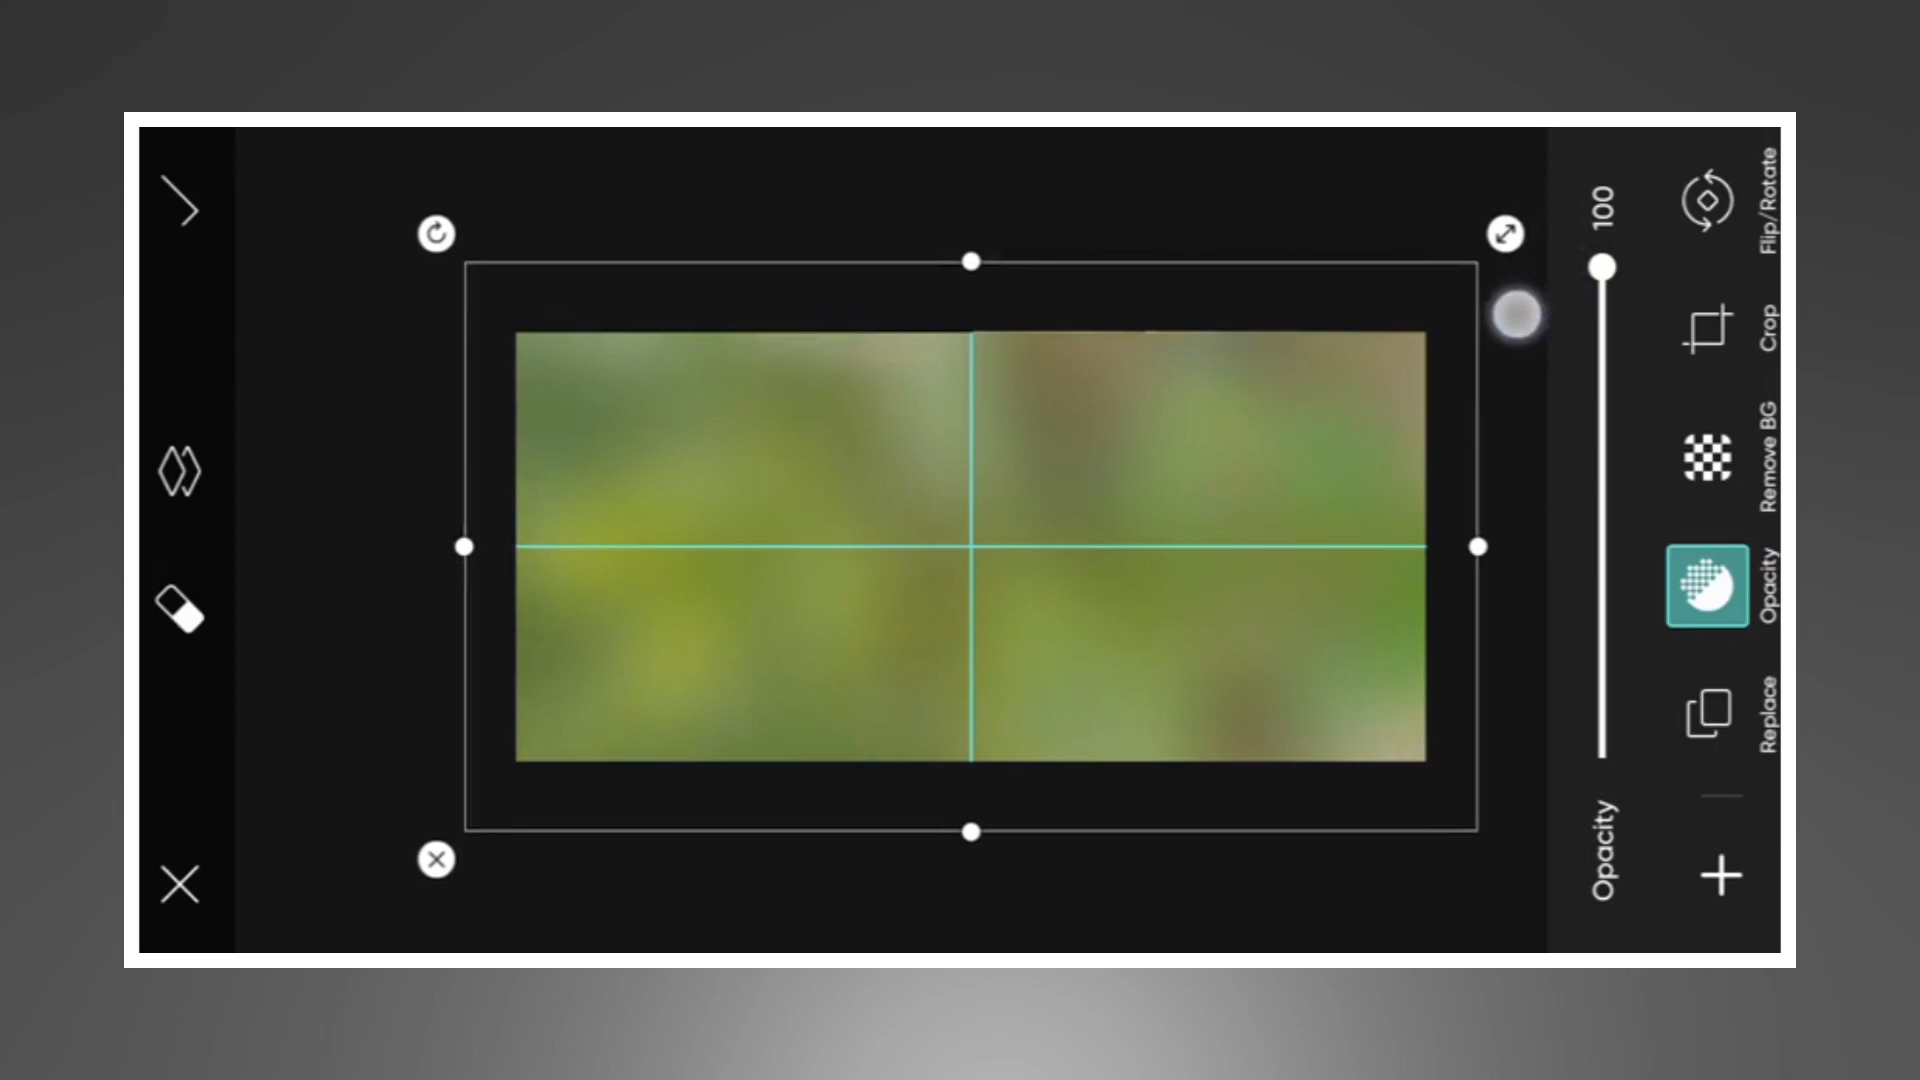 Opacity 100
Replace
Opacity
Remove BG
Crop
Flip/Rotate